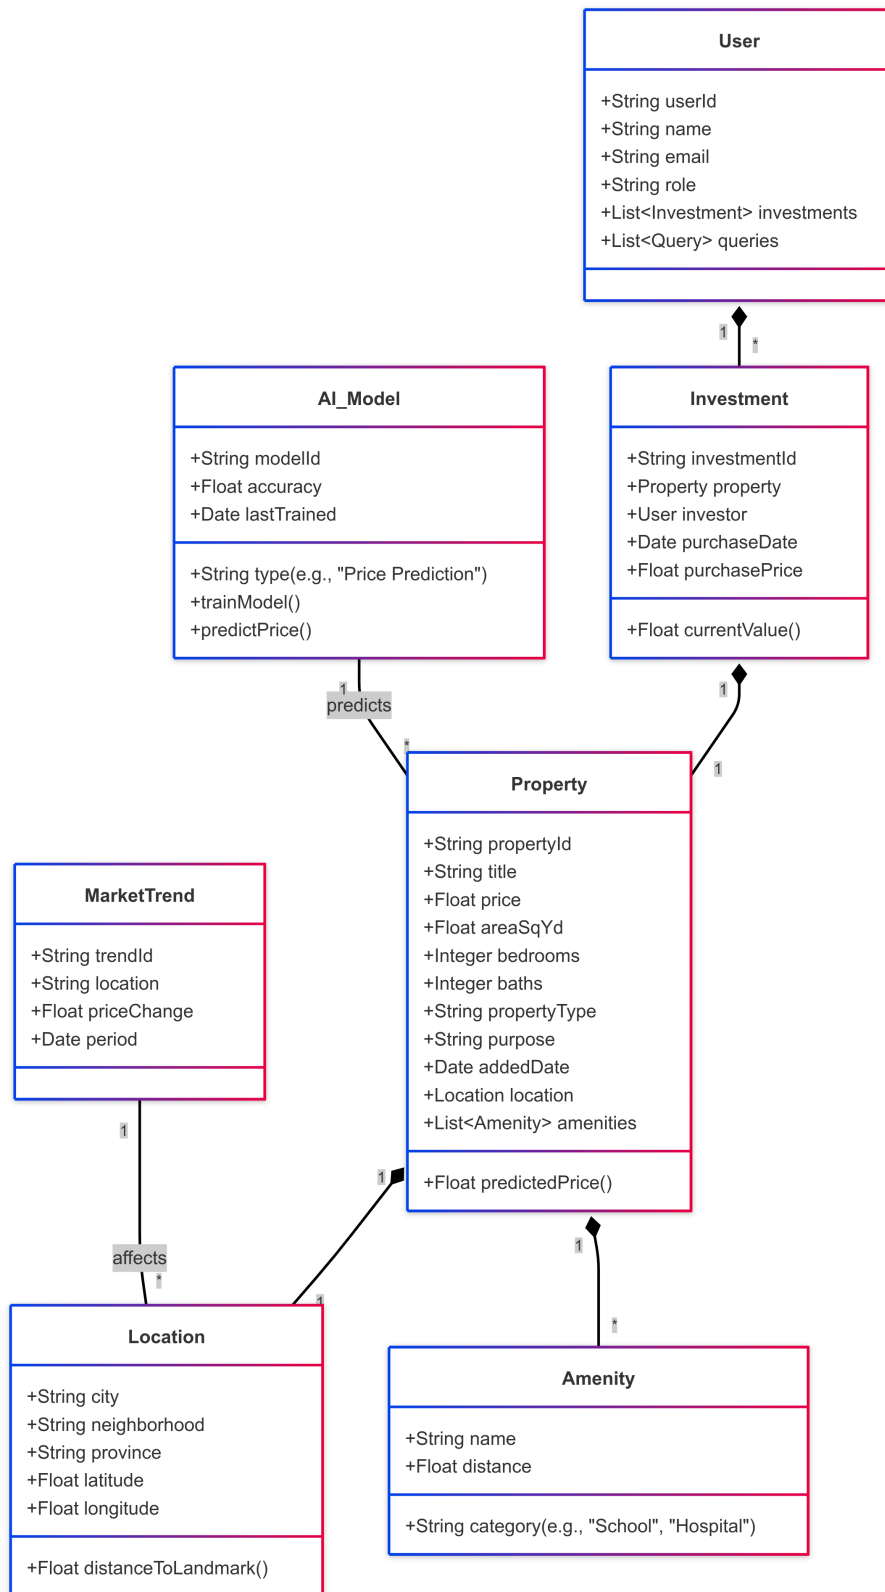 User
+String userId
+String name
+String email
+String role
+List<Investment> investments
+List<Query> queries
1
*
AI_Model
+String modelId
+Float accuracy
+Date lastTrained
+String type(e.g., "Price Prediction")
+trainModel()
+predictPrice()
Investment
+String investmentId
+Property property
+User investor
+Date purchaseDate
+Float purchasePrice
+Float currentValue()
1
predicts
*
1
1
Property
+String propertyId
+String title
+Float price
+Float areaSqYd
+Integer bedrooms
+Integer baths
+String propertyType
+String purpose
+Date addedDate
+Location location
+List<Amenity> amenities
+Float predictedPrice()
MarketTrend
+String trendId
+String location
+Float priceChange
+Date period
1
affects
*
1
1
1
*
Location
+String city
+String neighborhood
+String province
+Float latitude
+Float longitude
+Float distanceToLandmark()
Amenity
+String name
+Float distance
+String category(e.g., "School", "Hospital")